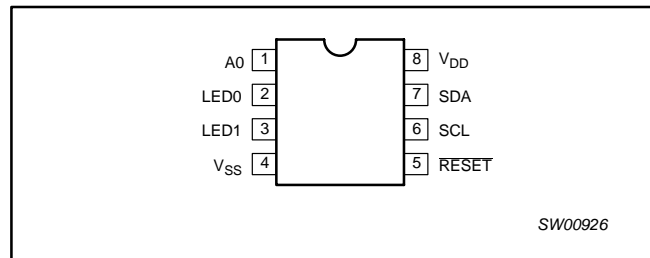 A0 1 8 VDD
LED0 2 7 SDA
LED1 3 6 SCL
VSS 4 5 RESET
SW00926